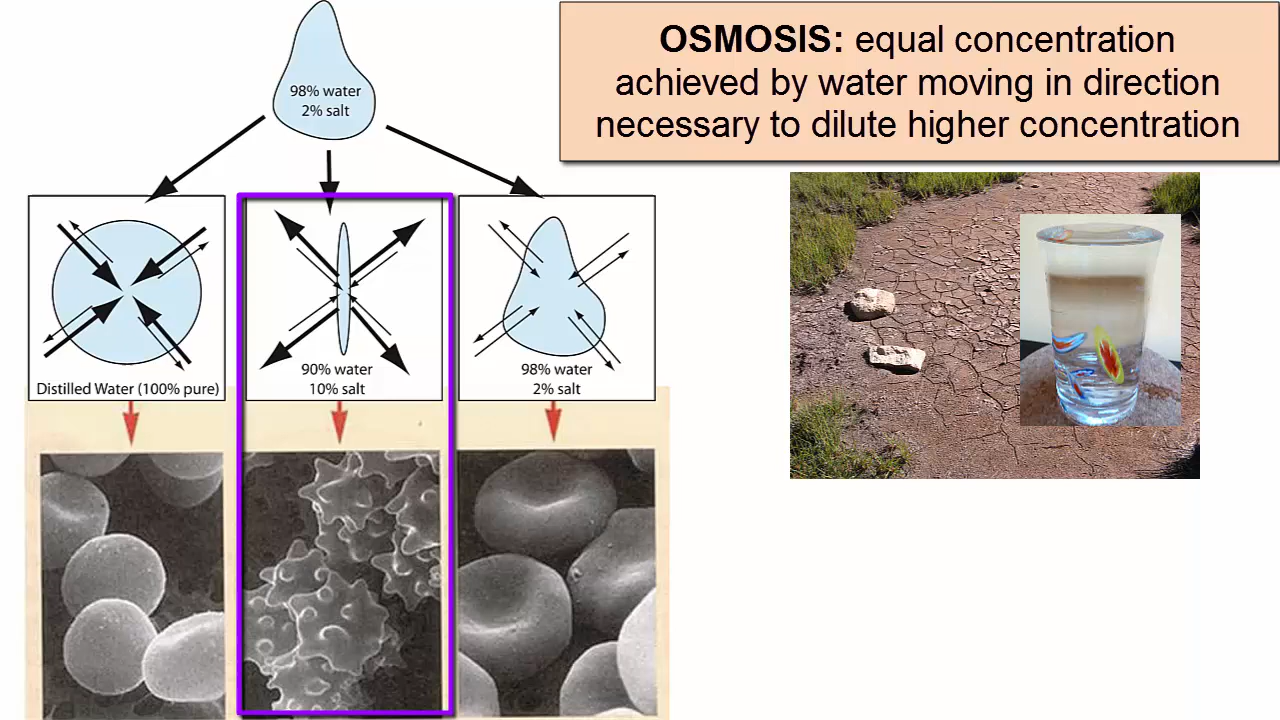 98% water
2% salt
OSMOSIS: equal concentration
achieved by water moving in direction
necessary to dilute higher concentration
Distilled Water (100% pure)
90% water
10% salt
98% water
2% salt